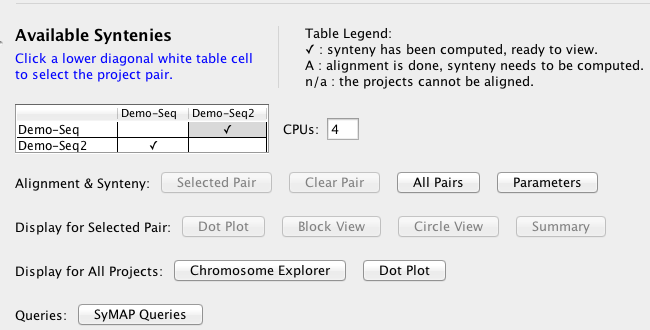 Available Syntenies
Click a lower diagonal white table cell
to select the project pair.
Table Legend:
✓ : synteny has been computed, ready to view.
A : alignment is done, synteny needs to be computed.
n/a : the projects cannot be aligned.
Demo-Seq Demo-Seq2
Demo-Seq ✓
Demo-Seq2 ✓
CPUs: 4
Alignment & Synteny: Selected Pair Clear Pair All Pairs Parameters
Display for Selected Pair: Dot Plot Block View Circle View Summary
Display for All Projects: Chromosome Explorer Dot Plot
Queries: SyMAP Queries